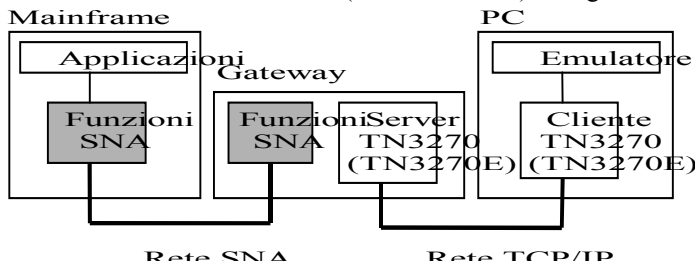 Mainframe
PC
Applicazioni
Emulatore
Gateway
Funzioni
SNA
Funzioni
SNA
Server
TN3270
(TN3270E)
Cliente
TN3270
(TN3270E)
Rete SNA
Rete TCP/IP